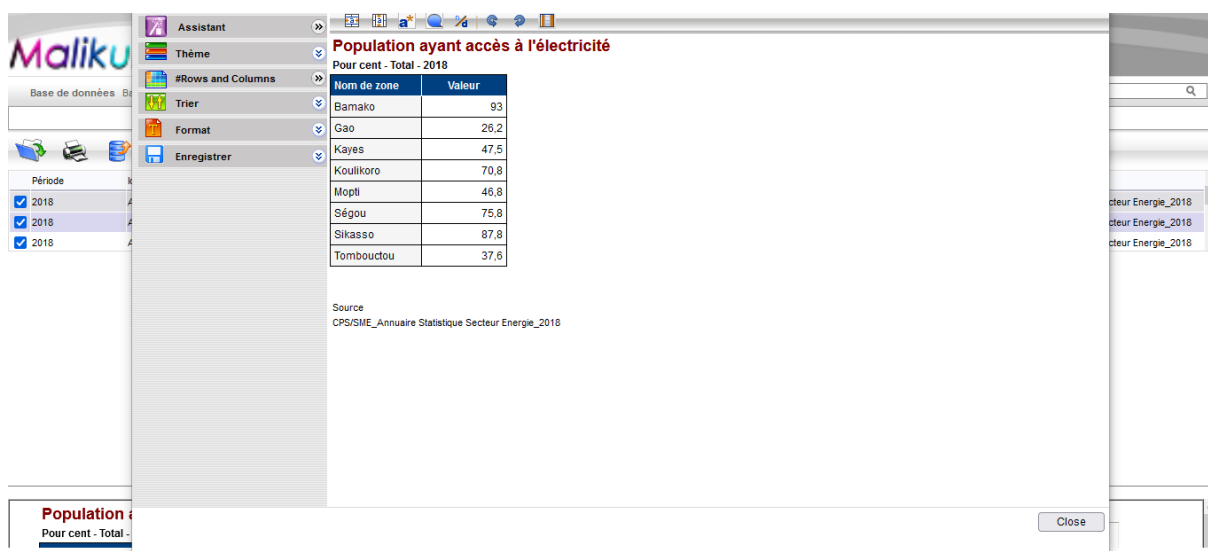 Maliku
Base de données Ba
Période
2018
2018
2018
Assistant
Thème
#Rows and Columns
Trier
Format
Enregistrer
Population ayant accès à l'électricité
Pour cent - Total - 2018
Nom de zone Valeur
Bamako 93
Gao 26,2
Kayes 47,5
Koulikoro 70,8
Mopti 46,8
Ségou 75,8
Sikasso 87,8
Tombouctou 37,6
Source
CPS/SME_Annuaire Statistique Secteur Energie_2018
cteur Energie_2018
cteur Energie_2018
cteur Energie_2018
Close
Population a
Pour cent - Total -